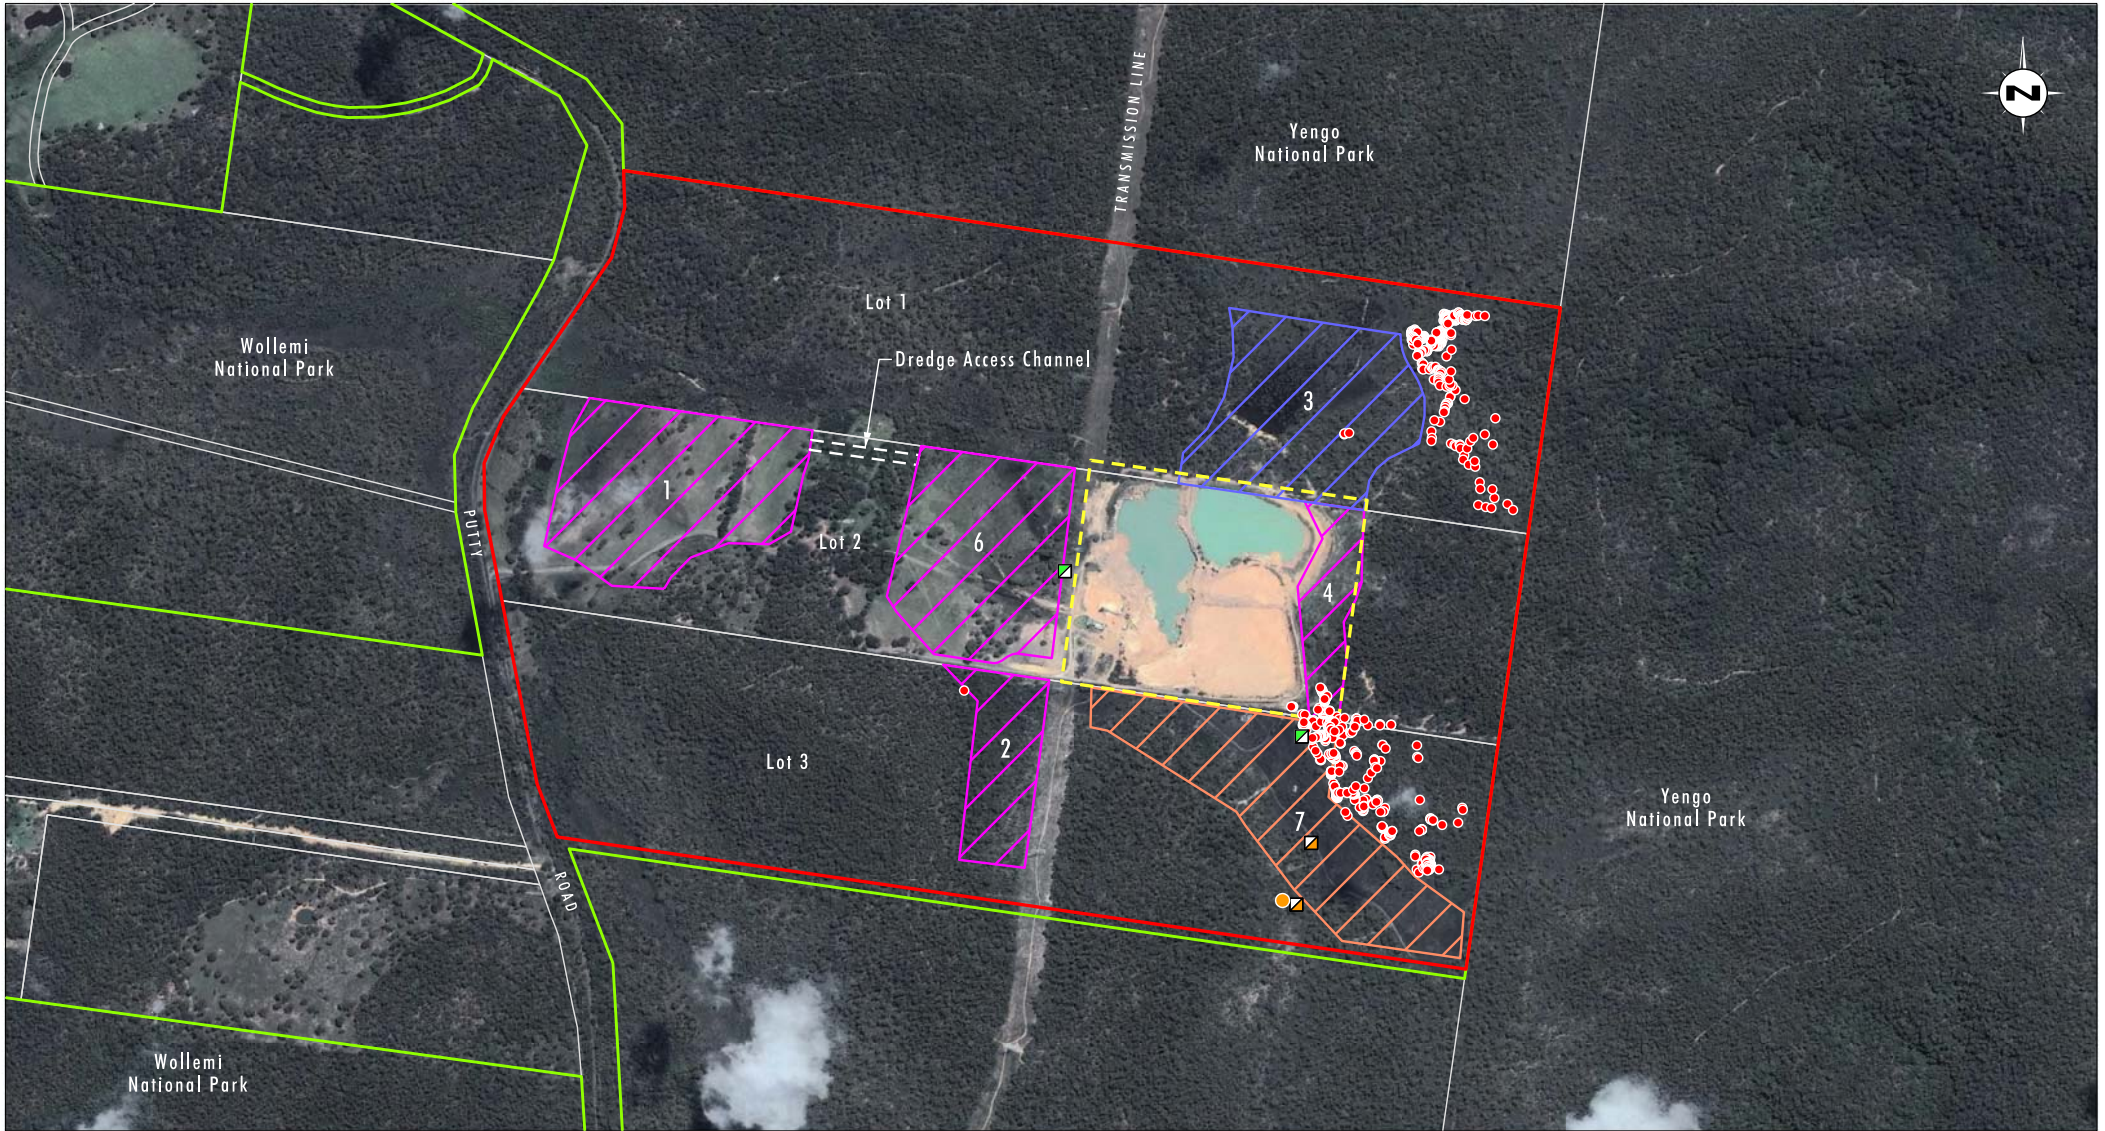 TRANSMISSION LINE
Yengo
National Park
N
Lot 1
Wollemi
National Park
Dredge Access Channel
3
1
PUTTY
Lot 2
6
4
Lot 3
2
7
Yengo
National Park
ROAD
Wollemi
National Park